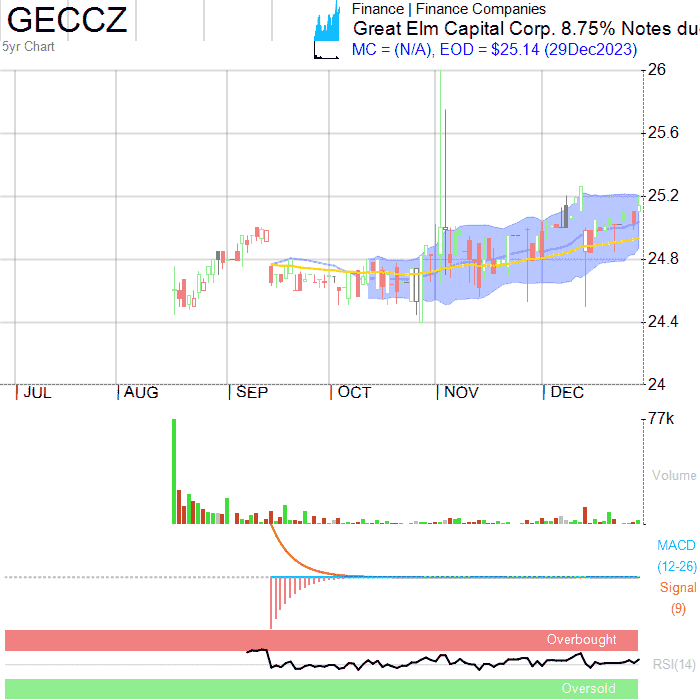 GECCZ
5yr Chart
Finance | Finance Companies
Great Elm Capital Corp. 8.75% Notes du
MC = (N/A), EOD = $25.14 (29Dec2023)
26
25.6
25.2
24.8
24.4
24
JUL AUG SEP OCT NOV DEC
77k
Volume
MACD
(12-26)
Signal
(9)
Overbought
RSI(14)
Oversold